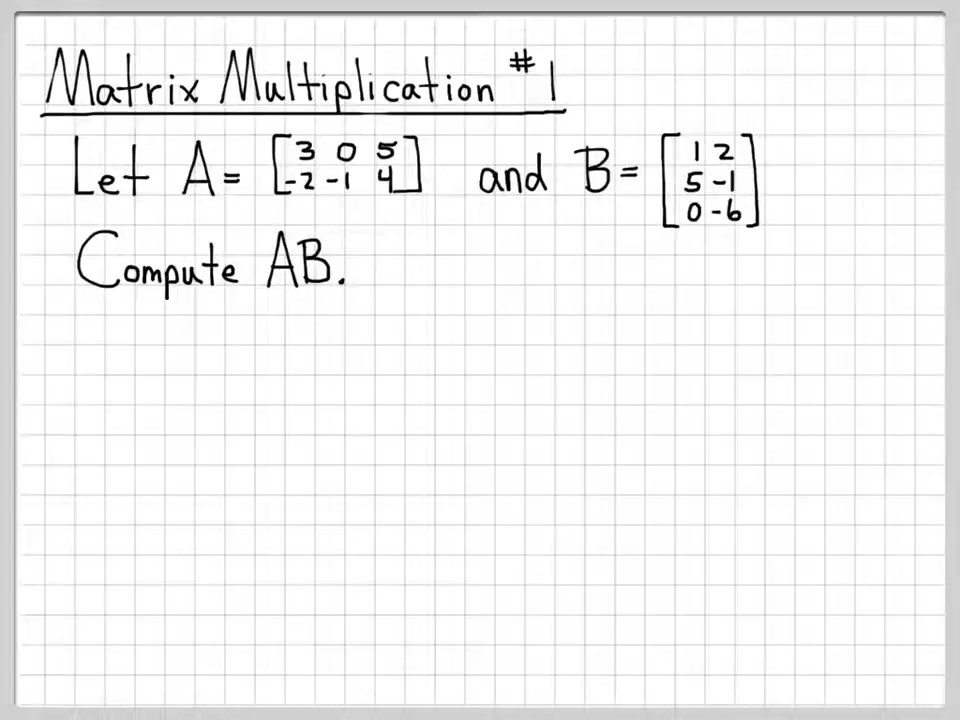 Matrix Multiplication #1
Let A = [ 3 0 5 and B = [ 1 2
-2 -1 4 ] 5 -1
0 -6 ]
Compute AB.